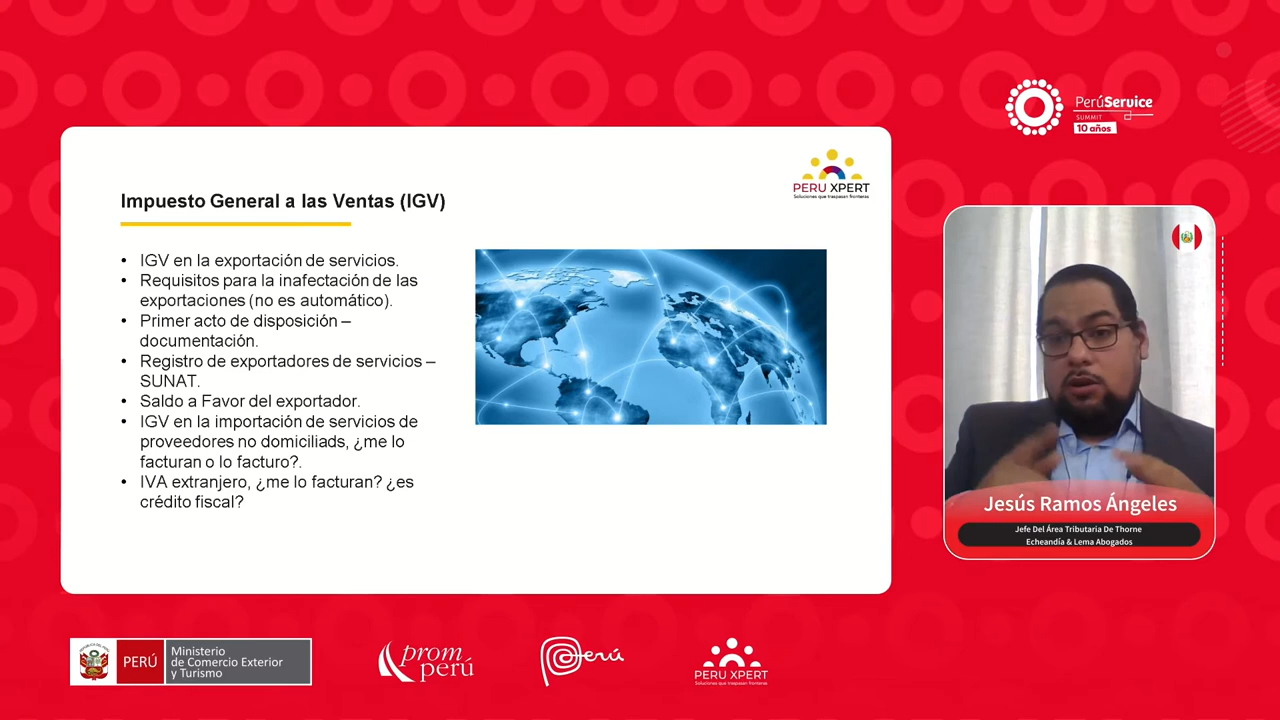 PerúService
SUMMIT
10 años
PERU XPERT
Soluciones que traspasan fronteras
Impuesto General a las Ventas (IGV)
• IGV en la exportación de servicios.
• Requisitos para la inafectación de las
exportaciones (no es automático).
• Primer acto de disposición –
documentación.
• Registro de exportadores de servicios –
SUNAT.
• Saldo a Favor del exportador.
• IGV en la importación de servicios de
proveedores no domiciliads, ¿me lo
facturan o lo facturo?.
• IVA extranjero, ¿me lo facturan? ¿es
crédito fiscal?
Jesús Ramos Ángeles
Jefe Del Área Tributaria De Thorne
Echeandía & Lema Abogados
PERÚ
Ministerio
de Comercio Exterior
y Turismo
prom
perú
Perú
PERU XPERT
Soluciones que traspasan fronteras